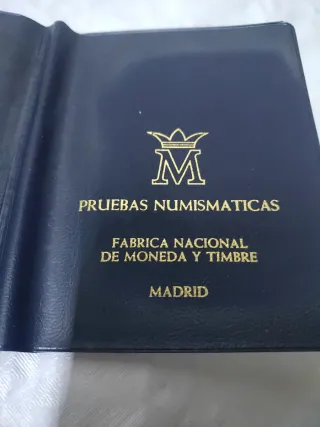 M
PRUEBAS NUMISMATICAS
FABRICA NACIONAL
DE MONEDA Y TIMBRE
MADRID